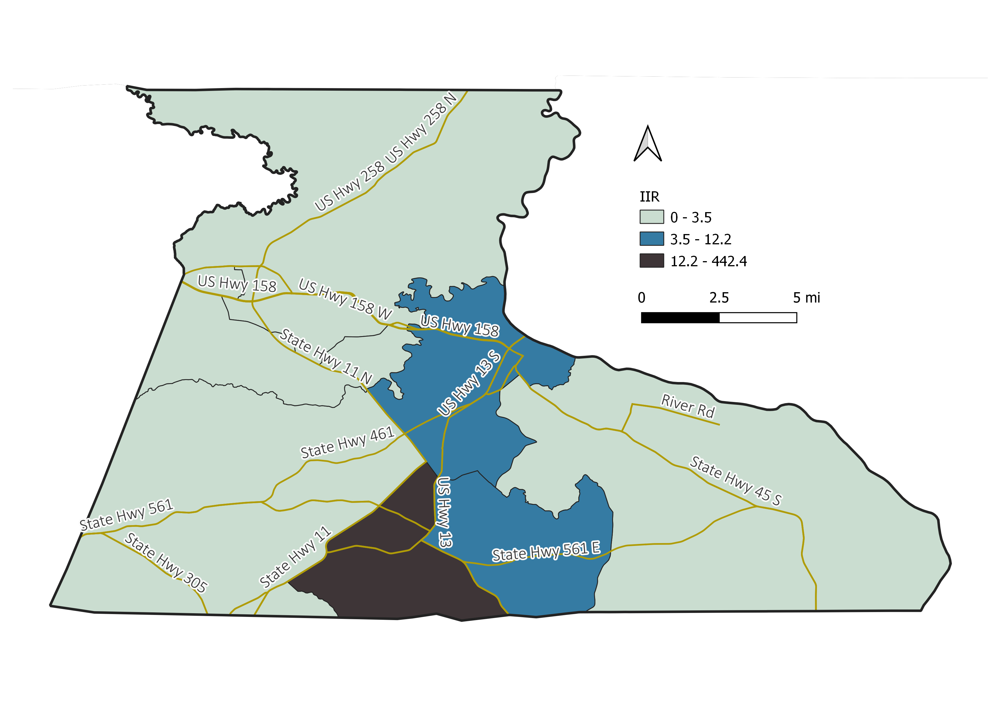 US Hwy 258 N
US Hwy 258
IIR
0 - 3.5
3.5 - 12.2
12.2 - 442.4
US Hwy 158
US Hwy 158 W
0 2.5 5 mi
US Hwy 158
State Hwy 11 N
US Hwy 13 S
River Rd
State Hwy 461
State Hwy 45 S
US Hwy 13
State Hwy 561
State Hwy 11
State Hwy 561 E
State Hwy 305